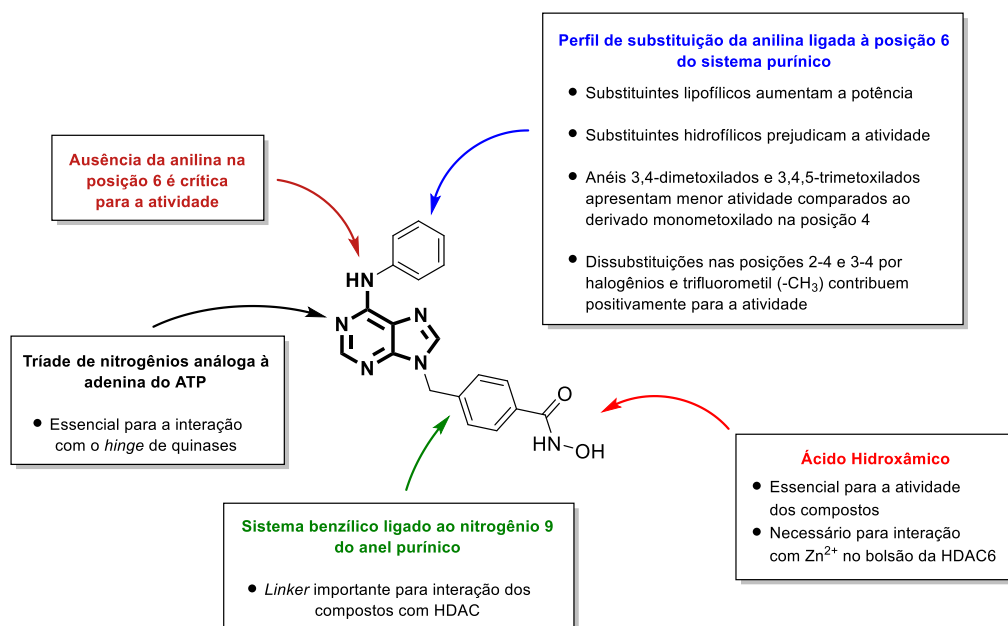 Perfil de substituição da anilina ligada à posição 6
do sistema purínico
● Substituintes lipofílicos aumentam a potência
● Substituintes hidrofílicos prejudicam a atividade
● Anéis 3,4-dimetoxilados e 3,4,5-trimetoxilados
apresentam menor atividade comparados ao
derivado monometoxilado na posição 4
● Dissubstituições nas posições 2-4 e 3-4 por
halogênios e trifluorometil (-CH₃) contribuem
positivamente para a atividade
Ausência da anilina na
posição 6 é crítica
para a atividade
HN
N
N
N
N
O
HN
OH
Tríade de nitrogênios análoga à
adenina do ATP
● Essencial para a interação
com o hinge de quinases
Sistema benzílico ligado ao nitrogênio 9
do anel purínico
● Linker importante para interação dos
compostos com HDAC
Ácido Hidroxâmico
● Essencial para a atividade
dos compostos
● Necessário para interação
com Zn²⁺ no bolsão da HDAC6